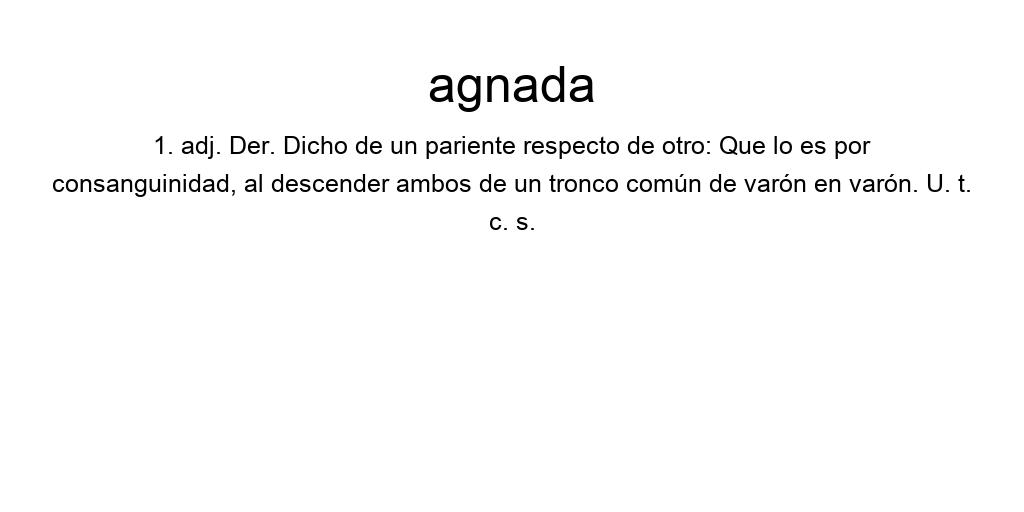 agnada
1. adj. Der. Dicho de un pariente respecto de otro: Que lo es por
consanguinidad, al descender ambos de un tronco común de varón en varón. U. t.
c. s.